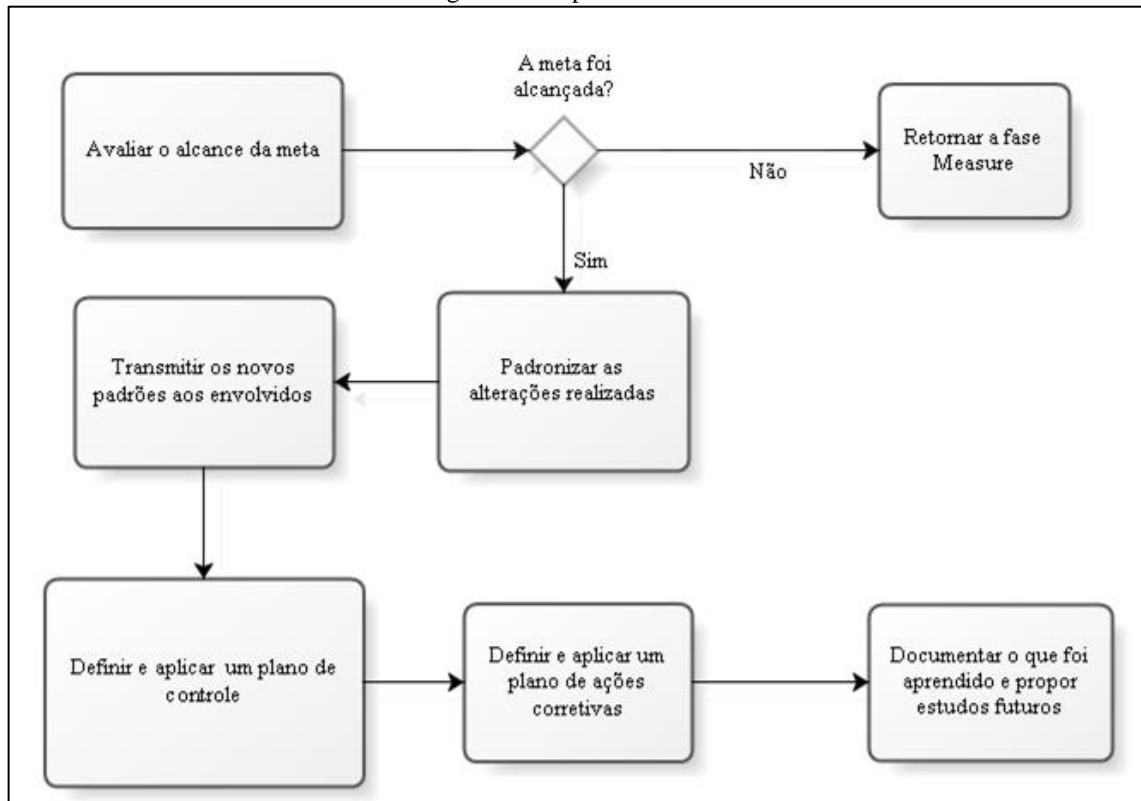 A meta foi
alcançada?
Avaliar o alcance da meta
Não
Retornar a fase
Measure
Sim
Padronizar as
alterações realizadas
Transmitir os novos
padrões aos envolvidos
Definir e aplicar um plano de
controle
Definir e aplicar um
plano de ações
corretivas
Documentar o que foi
aprendido e propor
estudos futuros